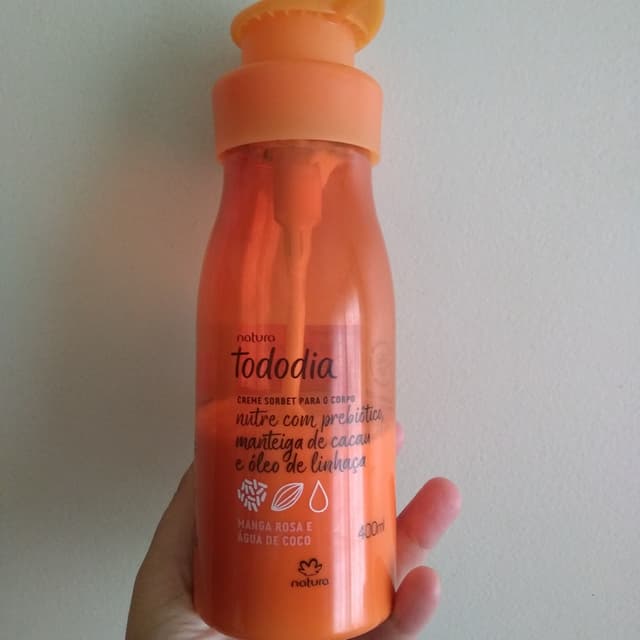 natura
tododia
CREME SORBET PARA O CORPO
nutre com prebiótico,
manteiga de cacau
e óleo de linhaça
MANGA ROSA E
ÁGUA DE COCO
400ml
natura